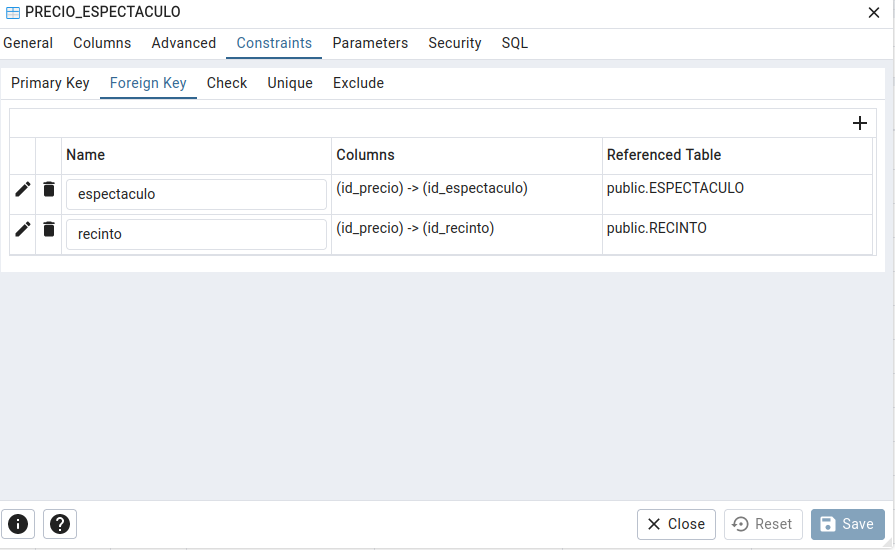 PRECIO_ESPECTACULO
General Columns Advanced Constraints Parameters Security SQL
Primary Key Foreign Key Check Unique Exclude
Name Columns Referenced Table
espectaculo (id_precio) -> (id_espectaculo) public.ESPECTACULO
recinto (id_precio) -> (id_recinto) public.RECINTO
Close Reset Save